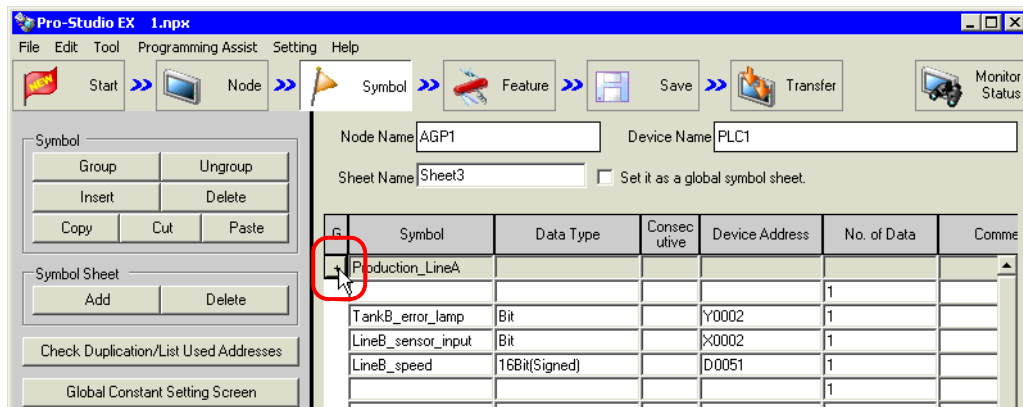 Pro-Studio EX 1.npx
File Edit Tool Programming Assist Setting Help
NEW Start Node Symbol Feature Save Transfer Monitor Status
Symbol
Group Ungroup
Insert Delete
Copy Cut Paste
Symbol Sheet
Add Delete
Check Duplication/List Used Addresses
Global Constant Setting Screen
Node Name AGP1 Device Name PLC1
Sheet Name Sheet3 Set it as a global symbol sheet.
G Symbol Data Type Consecutive Device Address No. of Data Comme
+ Production_LineA
1
TankB_error_lamp Bit Y0002 1
LineB_sensor_input Bit X0002 1
LineB_speed 16Bit(Signed) D0051 1
1